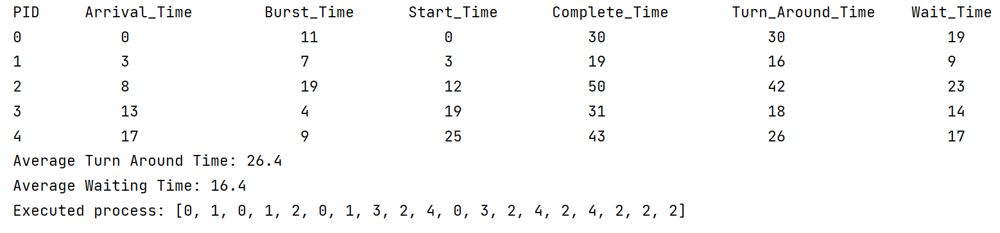 PID Arrival_Time Burst_Time Start_Time Complete_Time Turn_Around_Time Wait_Time
0 0 11 0 30 30 19
1 3 7 3 19 16 9
2 8 19 12 50 42 23
3 13 4 19 31 18 14
4 17 9 25 43 26 17
Average Turn Around Time: 26.4
Average Waiting Time: 16.4
Executed process: [0, 1, 0, 1, 2, 0, 1, 3, 2, 4, 0, 3, 2, 4, 2, 4, 2, 2, 2]